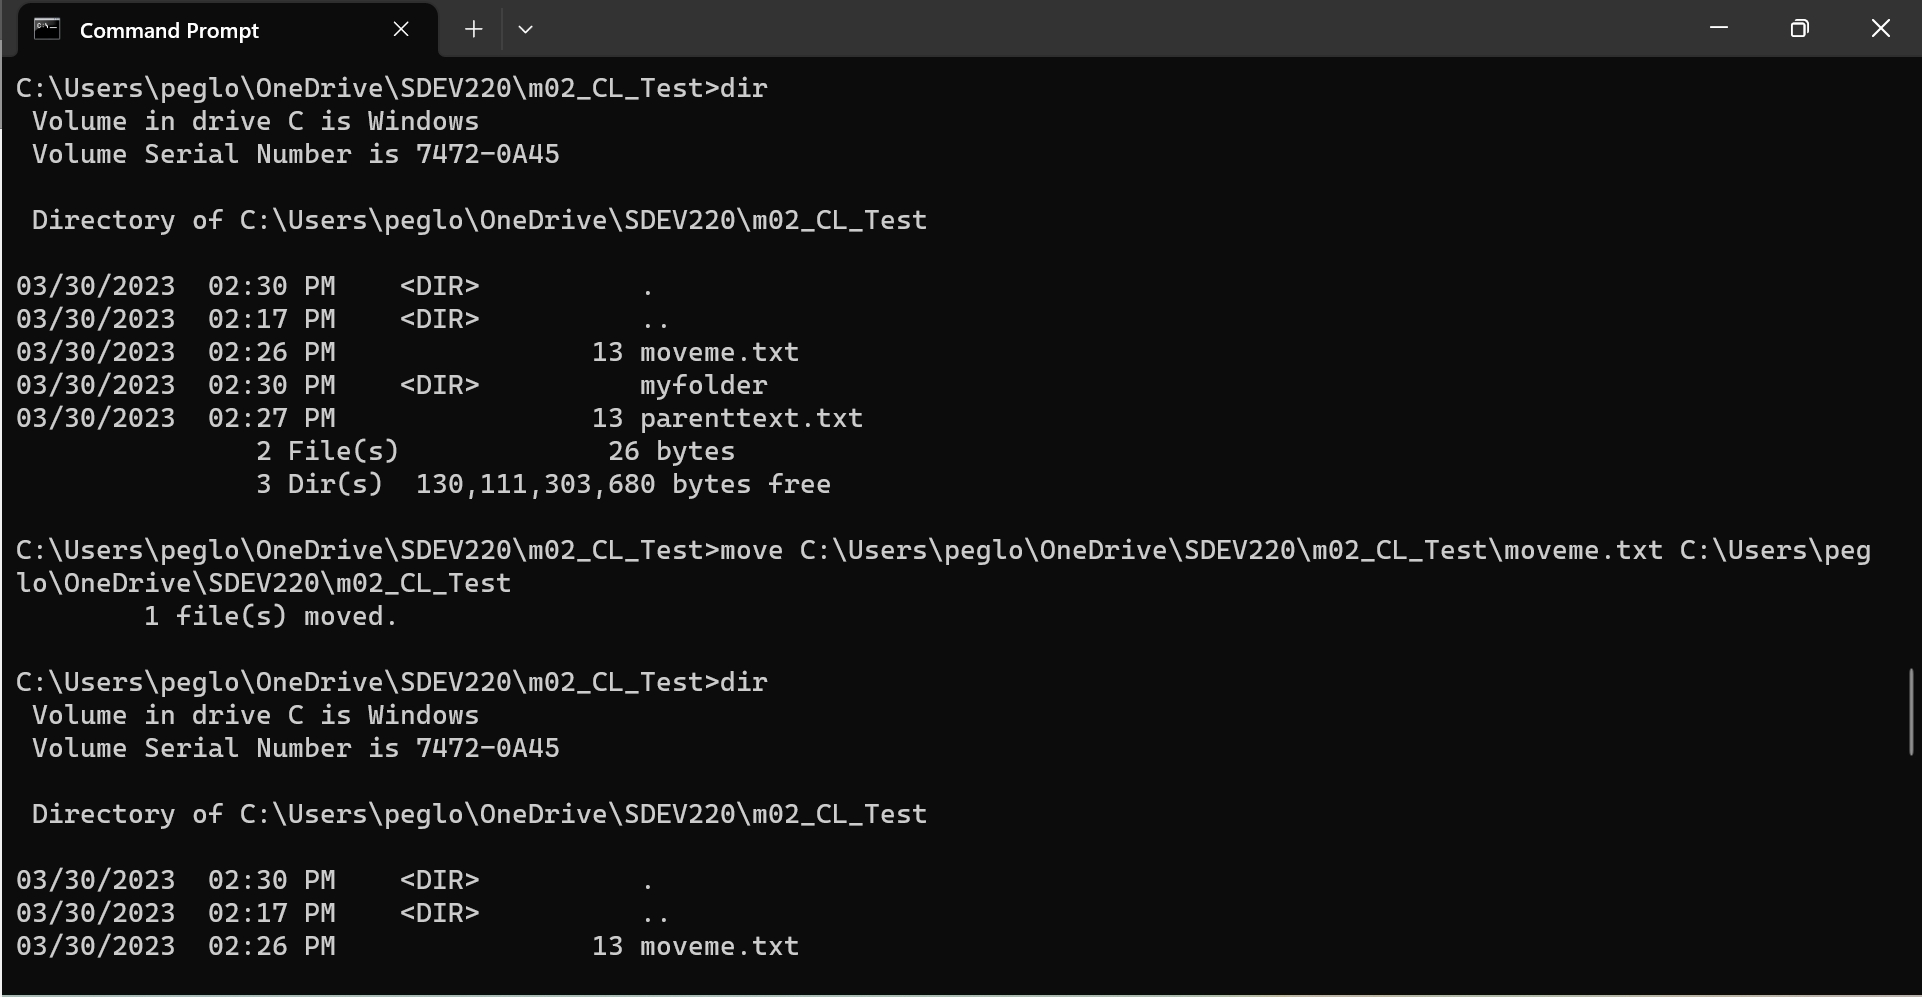 Command Prompt
C:\Users\peglo\OneDrive\SDEV220\m02_CL_Test>dir
 Volume in drive C is Windows
 Volume Serial Number is 7472-0A45

 Directory of C:\Users\peglo\OneDrive\SDEV220\m02_CL_Test

03/30/2023  02:30 PM    <DIR>          .
03/30/2023  02:17 PM    <DIR>          ..
03/30/2023  02:26 PM                13 moveme.txt
03/30/2023  02:30 PM    <DIR>          myfolder
03/30/2023  02:27 PM                13 parenttext.txt
               2 File(s)             26 bytes
               3 Dir(s)  130,111,303,680 bytes free

C:\Users\peglo\OneDrive\SDEV220\m02_CL_Test>move C:\Users\peglo\OneDrive\SDEV220\m02_CL_Test\moveme.txt C:\Users\peg
lo\OneDrive\SDEV220\m02_CL_Test
        1 file(s) moved.

C:\Users\peglo\OneDrive\SDEV220\m02_CL_Test>dir
 Volume in drive C is Windows
 Volume Serial Number is 7472-0A45

 Directory of C:\Users\peglo\OneDrive\SDEV220\m02_CL_Test

03/30/2023  02:30 PM    <DIR>          .
03/30/2023  02:17 PM    <DIR>          ..
03/30/2023  02:26 PM                13 moveme.txt